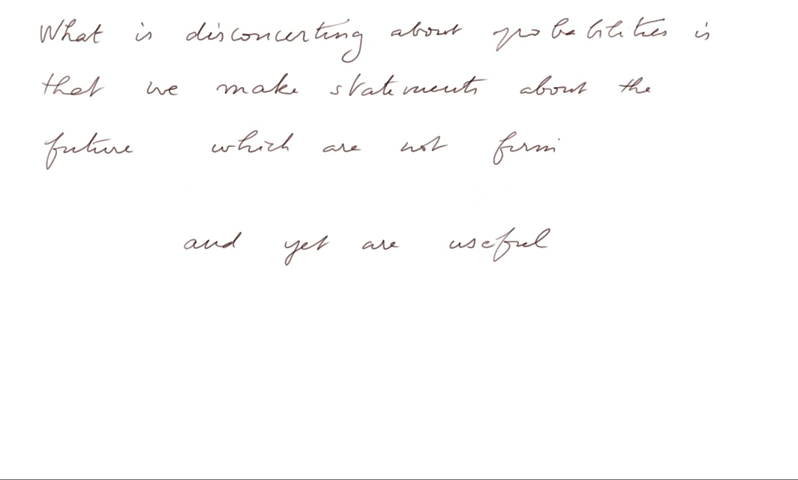 What is disconcerting about probabilities is
that we make statements about the
future which are not firm
and yet are useful